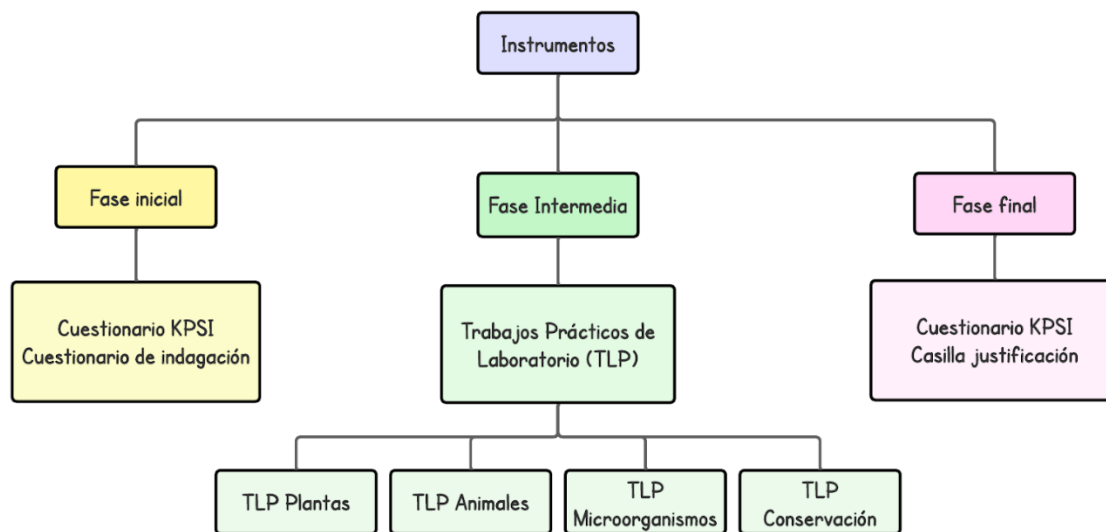 Instrumentos
Fase inicial
Fase Intermedia
Fase final
Cuestionario KPSI
Cuestionario de indagación
Trabajos Prácticos de
Laboratorio (TLP)
Cuestionario KPSI
Casilla justificación
TLP Plantas
TLP Animales
TLP
Microorganismos
TLP
Conservación